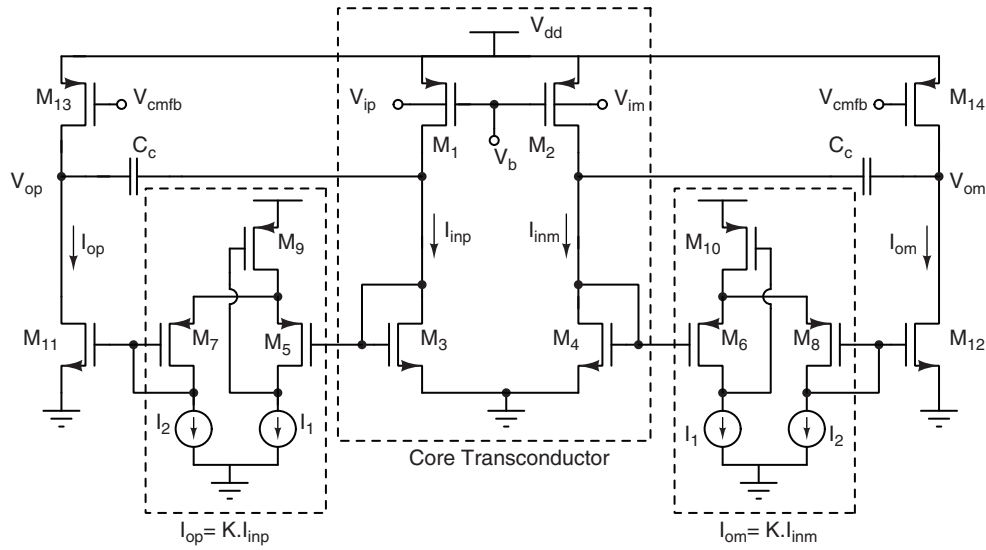 V_dd
M_13
V_cmfb
V_ip
V_im
V_cmfb
M_14
M_1
M_2
V_b
C_c
C_c
V_op
V_om
I_op
M_9
I_inp
I_inm
M_10
I_om
M_11
M_7
M_5
M_3
M_4
M_6
M_8
M_12
I_2
I_1
I_1
I_2
Core Transconductor
I_op= K.I_inp
I_om= K.I_inm